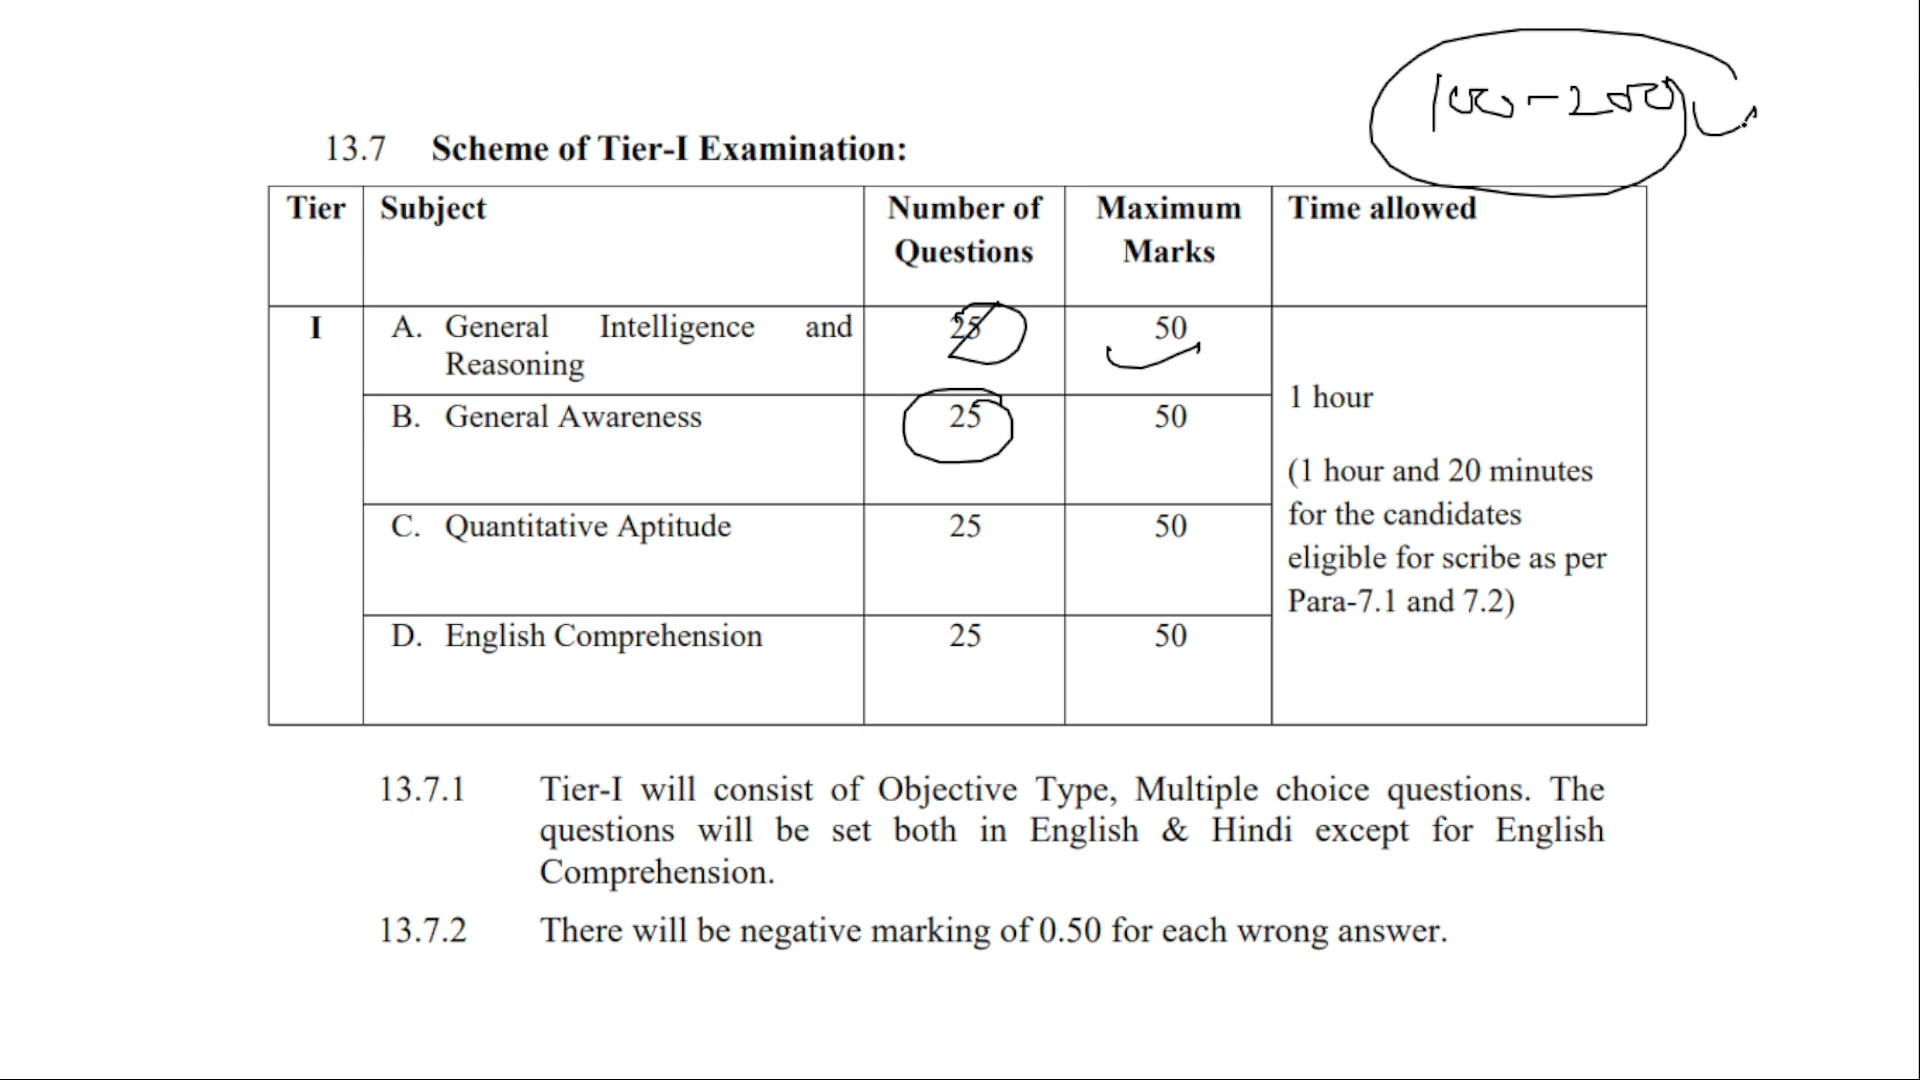 100-200
13.7 Scheme of Tier-I Examination:
Tier Subject Number of Questions Maximum Marks Time allowed
I A. General Intelligence and Reasoning 25 50
B. General Awareness 25 50
C. Quantitative Aptitude 25 50
D. English Comprehension 25 50
1 hour
(1 hour and 20 minutes
for the candidates
eligible for scribe as per
Para-7.1 and 7.2)
13.7.1 Tier-I will consist of Objective Type, Multiple choice questions. The
questions will be set both in English & Hindi except for English
Comprehension.
13.7.2 There will be negative marking of 0.50 for each wrong answer.